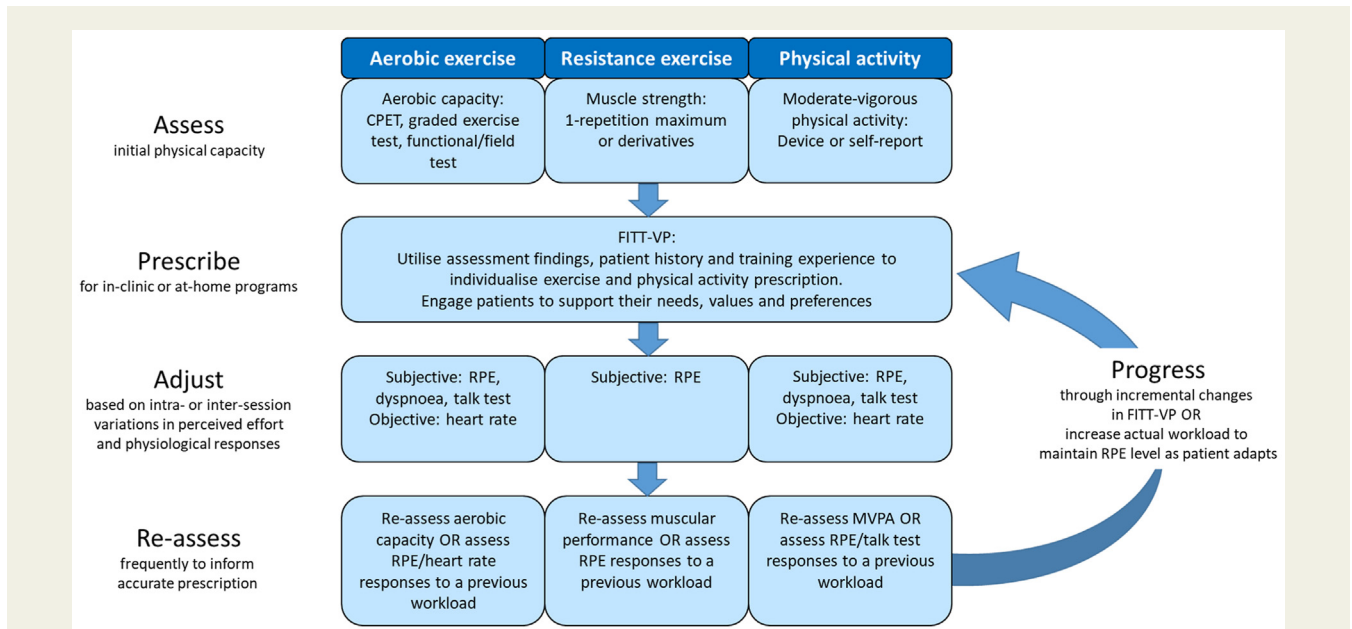 Aerobic exercise
Resistance exercise
Physical activity
Assess
initial physical capacity
Aerobic capacity:
CPET, graded exercise
test, functional/field
test
Muscle strength:
1-repetition maximum
or derivatives
Moderate-vigorous
physical activity:
Device or self-report
Prescribe
for in-clinic or at-home programs
FITT-VP:
Utilise assessment findings, patient history and training experience to
individualise exercise and physical activity prescription.
Engage patients to support their needs, values and preferences
Adjust
based on intra- or inter-session
variations in perceived effort
and physiological responses
Subjective: RPE,
dyspnoea, talk test
Objective: heart rate
Subjective: RPE
Subjective: RPE,
dyspnoea, talk test
Objective: heart rate
Progress
through incremental changes
in FITT-VP OR
increase actual workload to
maintain RPE level as patient adapts
Re-assess
frequently to inform
accurate prescription
Re-assess aerobic
capacity OR assess
RPE/heart rate
responses to a previous
workload
Re-assess muscular
performance OR assess
RPE responses to a
previous workload
Re-assess MVPA OR
assess RPE/talk test
responses to a previous
workload